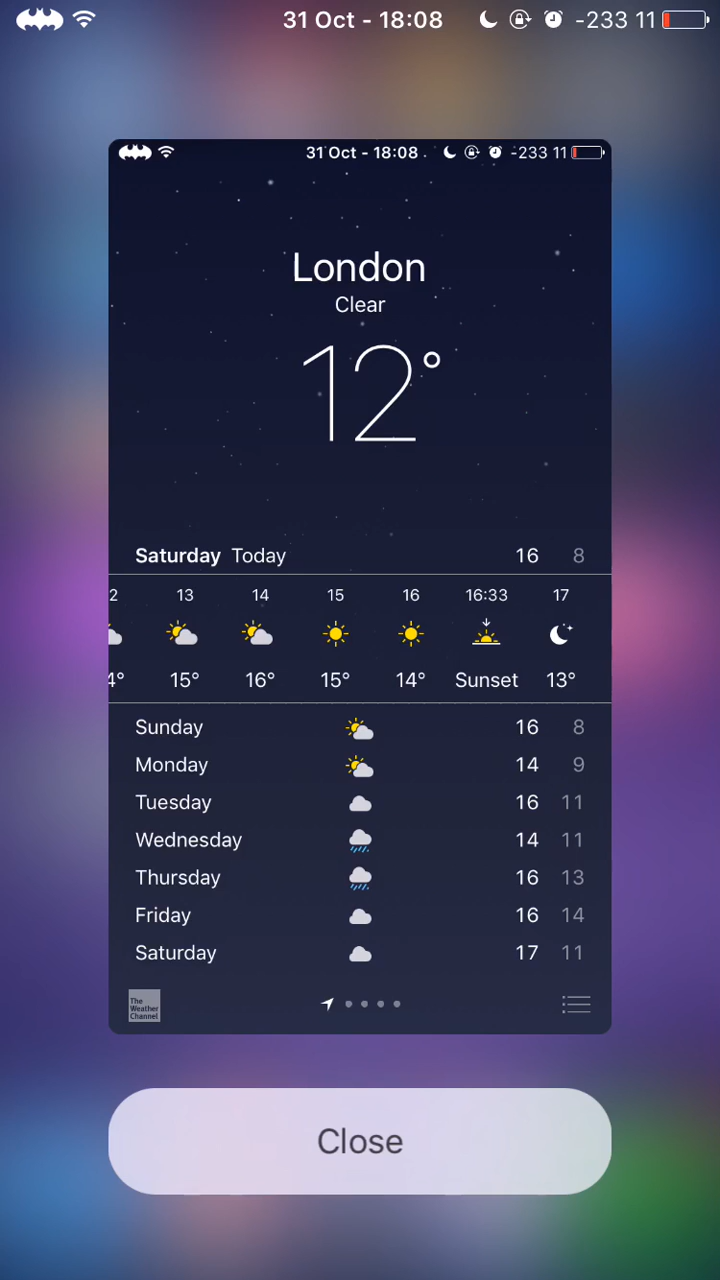 31 Oct - 18:08 -233 11
31 Oct - 18:08 . -233 11
London
Clear
12°
Saturday Today 16 8
2 13 14 15 16 16:33 17
4° 15° 16° 15° 14° Sunset 13°
Sunday 16 8
Monday 14 9
Tuesday 16 11
Wednesday 14 11
Thursday 16 13
Friday 16 14
Saturday 17 11
The
Weather
Channel
Close